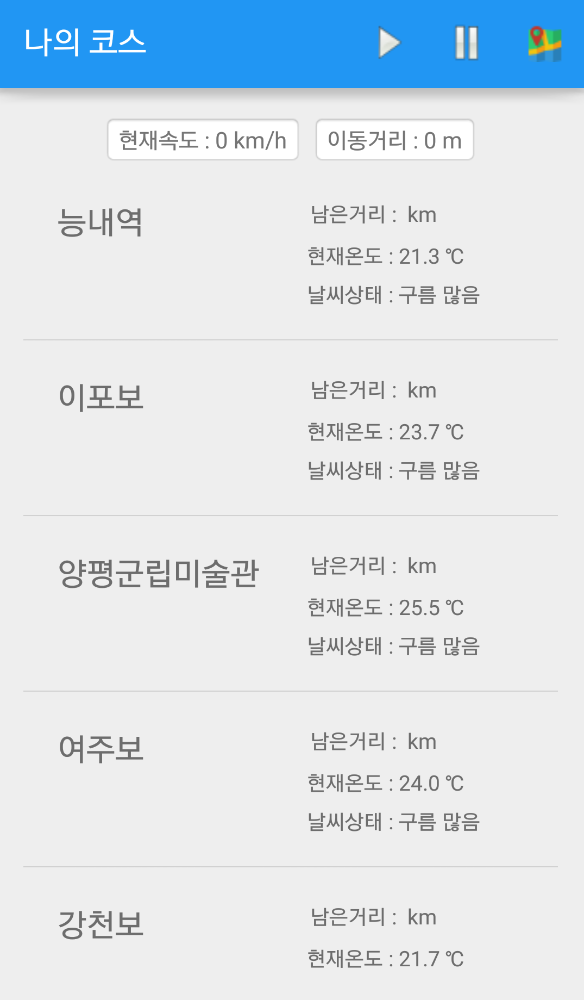 나의 코스
현재속도 : 0 km/h
이동거리 : 0 m
능내역
남은거리 :  km
현재온도 : 21.3 ℃
날씨상태 : 구름 많음
이포보
남은거리 :  km
현재온도 : 23.7 ℃
날씨상태 : 구름 많음
양평군립미술관
남은거리 :  km
현재온도 : 25.5 ℃
날씨상태 : 구름 많음
여주보
남은거리 :  km
현재온도 : 24.0 ℃
날씨상태 : 구름 많음
강천보
남은거리 :  km
현재온도 : 21.7 ℃